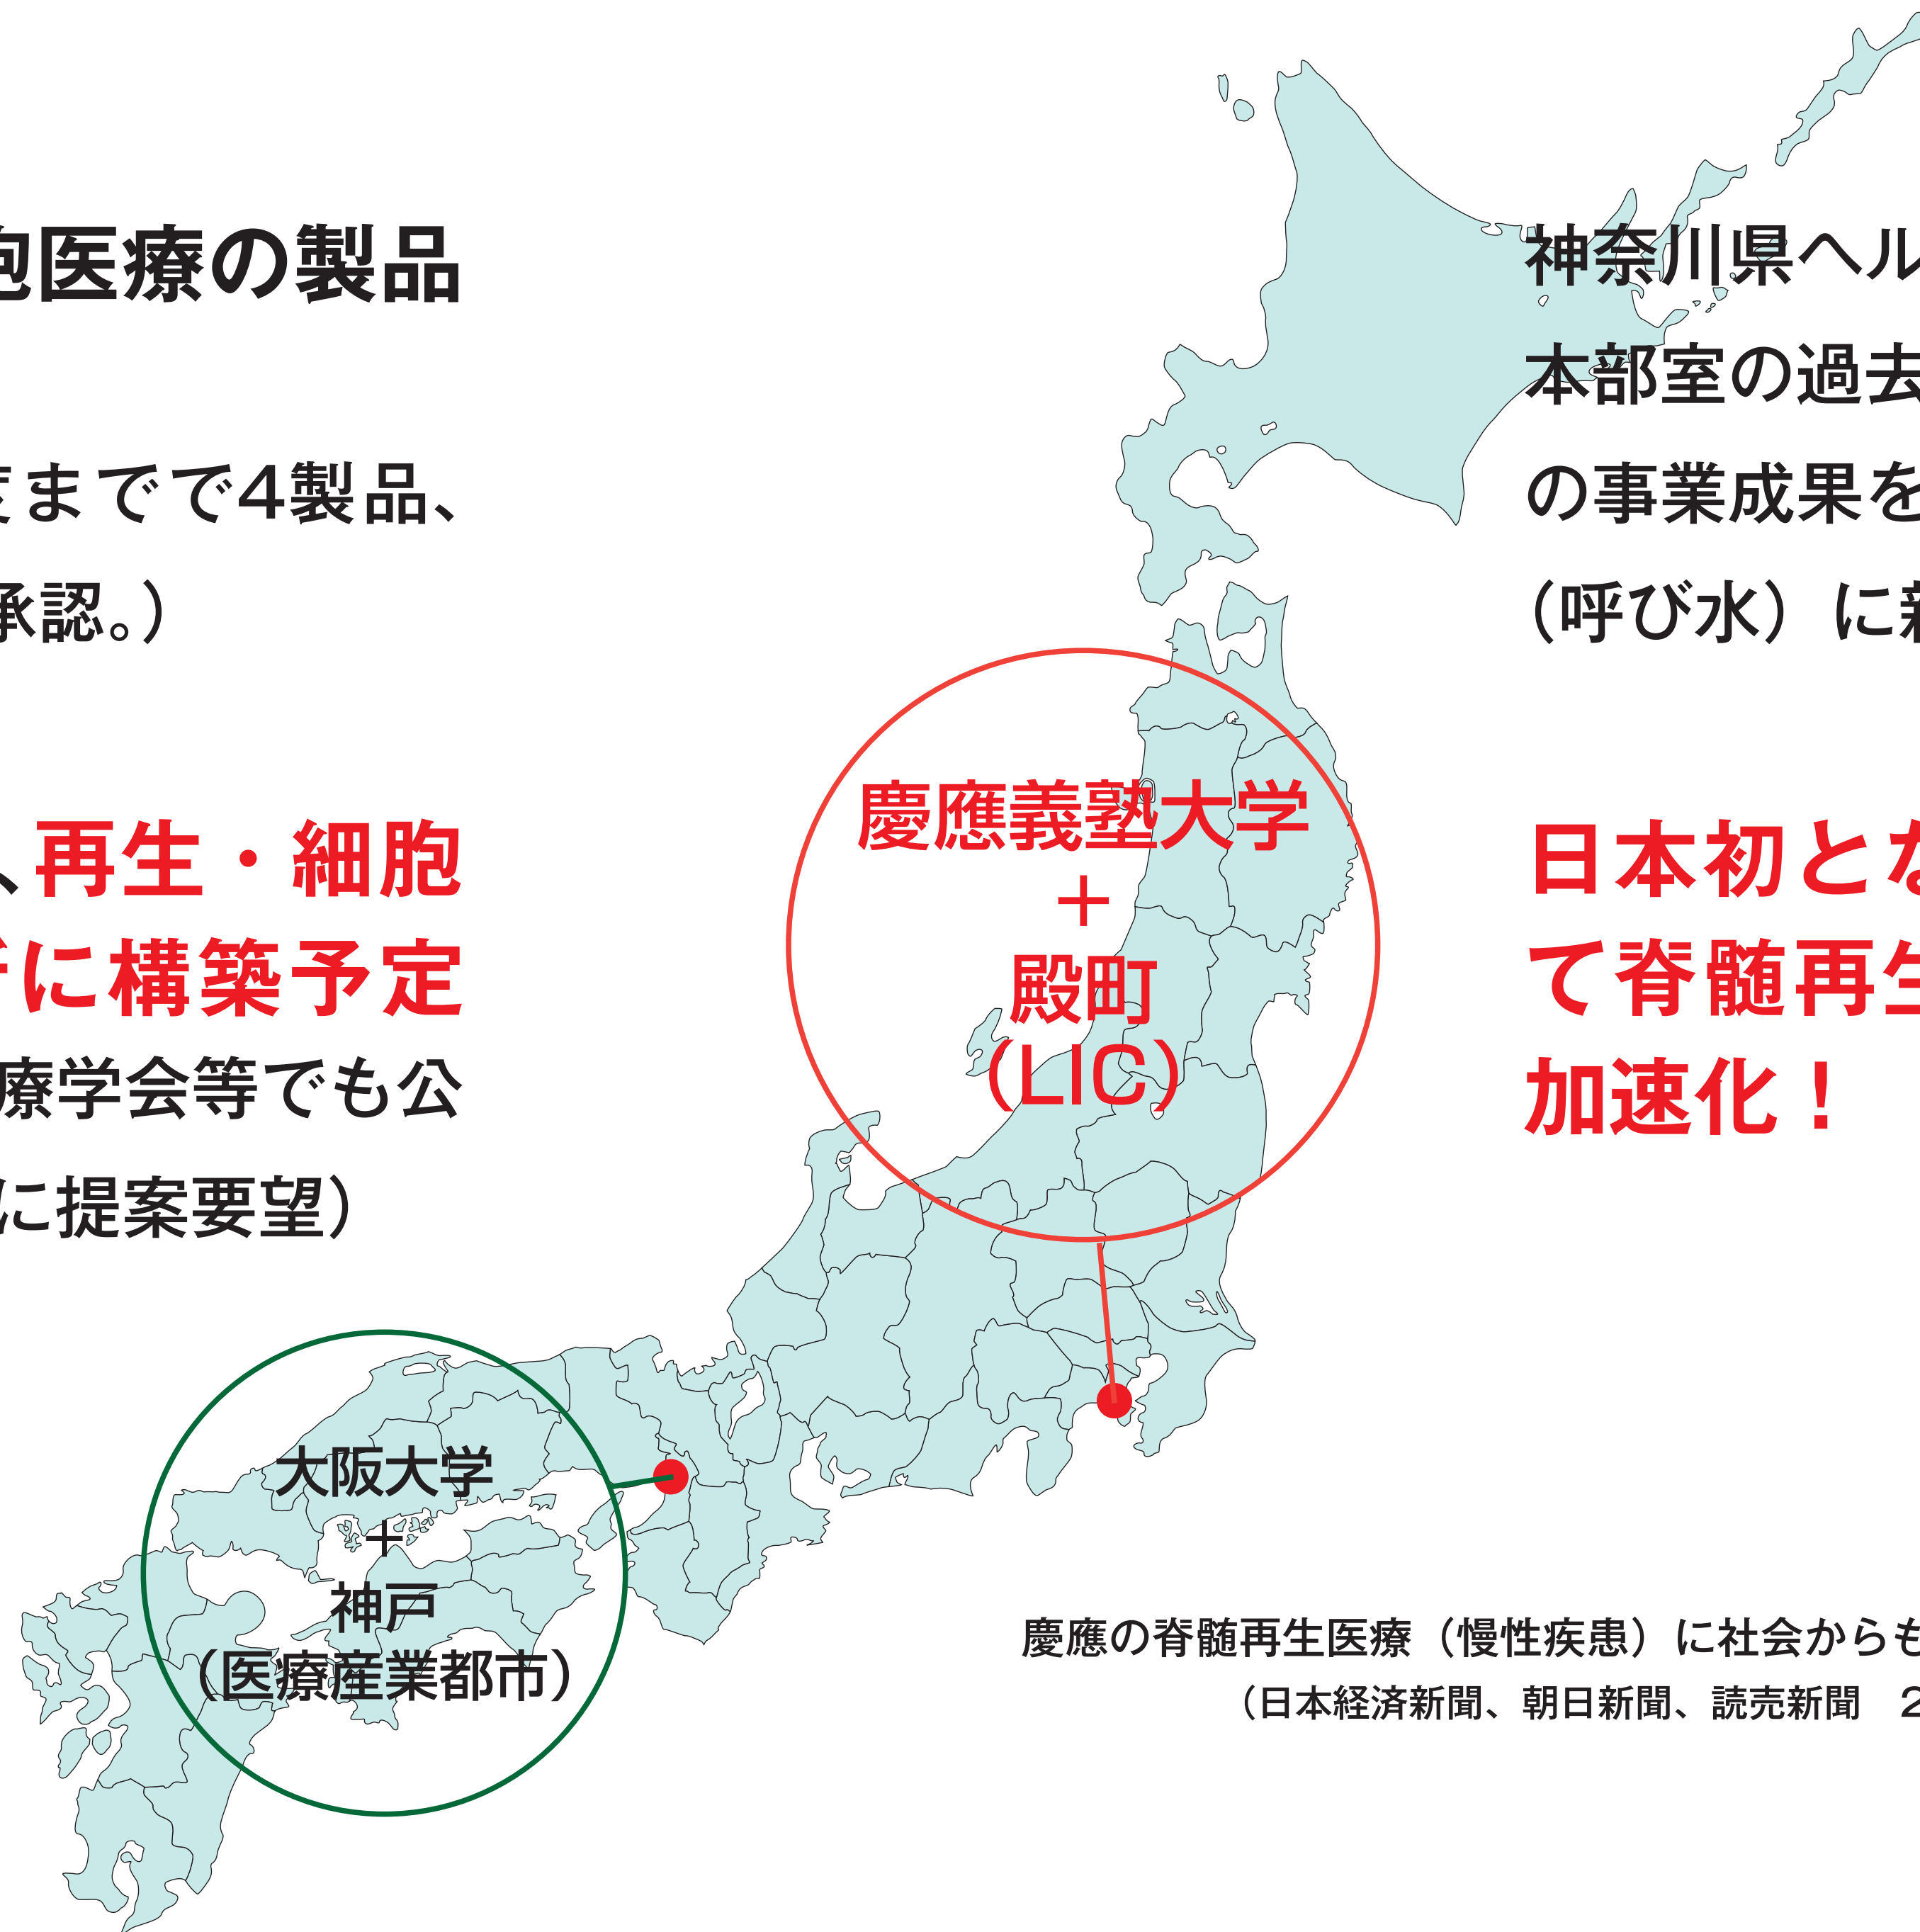 胞医療の製品
度までで4製品、
承認。）
、再生・細胞
新に構築予定
療学会等でも公
に提案要望）
神奈川県ヘル
本部室の過去
の事業成果を
（呼び水）に新
日本初とな
て脊髄再生
加速化！
慶應義塾大学
＋
殿町
（LIC）
大阪大学
＋
神戸
（医療産業都市）
慶應の脊髄再生医療（慢性疾患）に社会からも
（日本経済新聞、朝日新聞、読売新聞　2